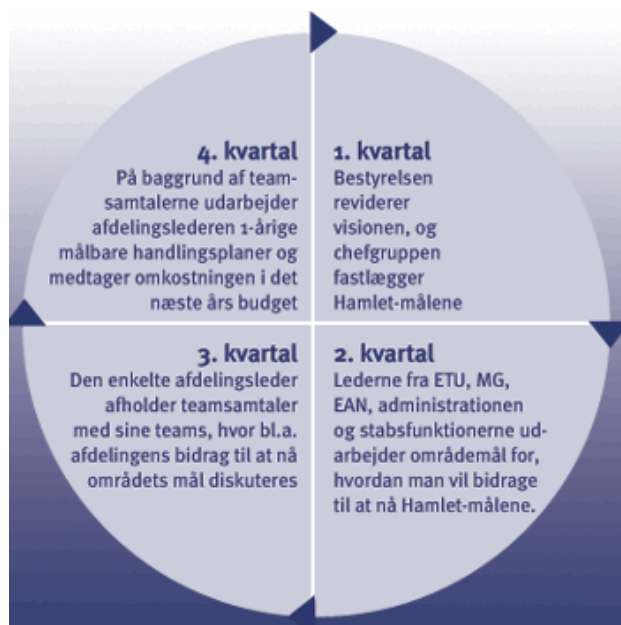 4. kvartal
På baggrund af team-
samtalerne udarbejder
afdelingslederen 1-årige
målbare handlingsplaner og
medtager omkostningen i det
næste års budget
1. kvartal
Bestyrelsen
reviderer
visionen, og
chefgruppen
fastlægger
Hamlet-målene
3. kvartal
Den enkelte afdelingsleder
afholder teamsamtaler
med sine teams, hvor bl.a.
afdelingens bidrag til at nå
områdets mål diskuteres
2. kvartal
Lederne fra ETU, MG,
EAN, administrationen
og stabsfunktionerne ud-
arbejder områdemål for,
hvordan man vil bidrage
til at nå Hamlet-målene.